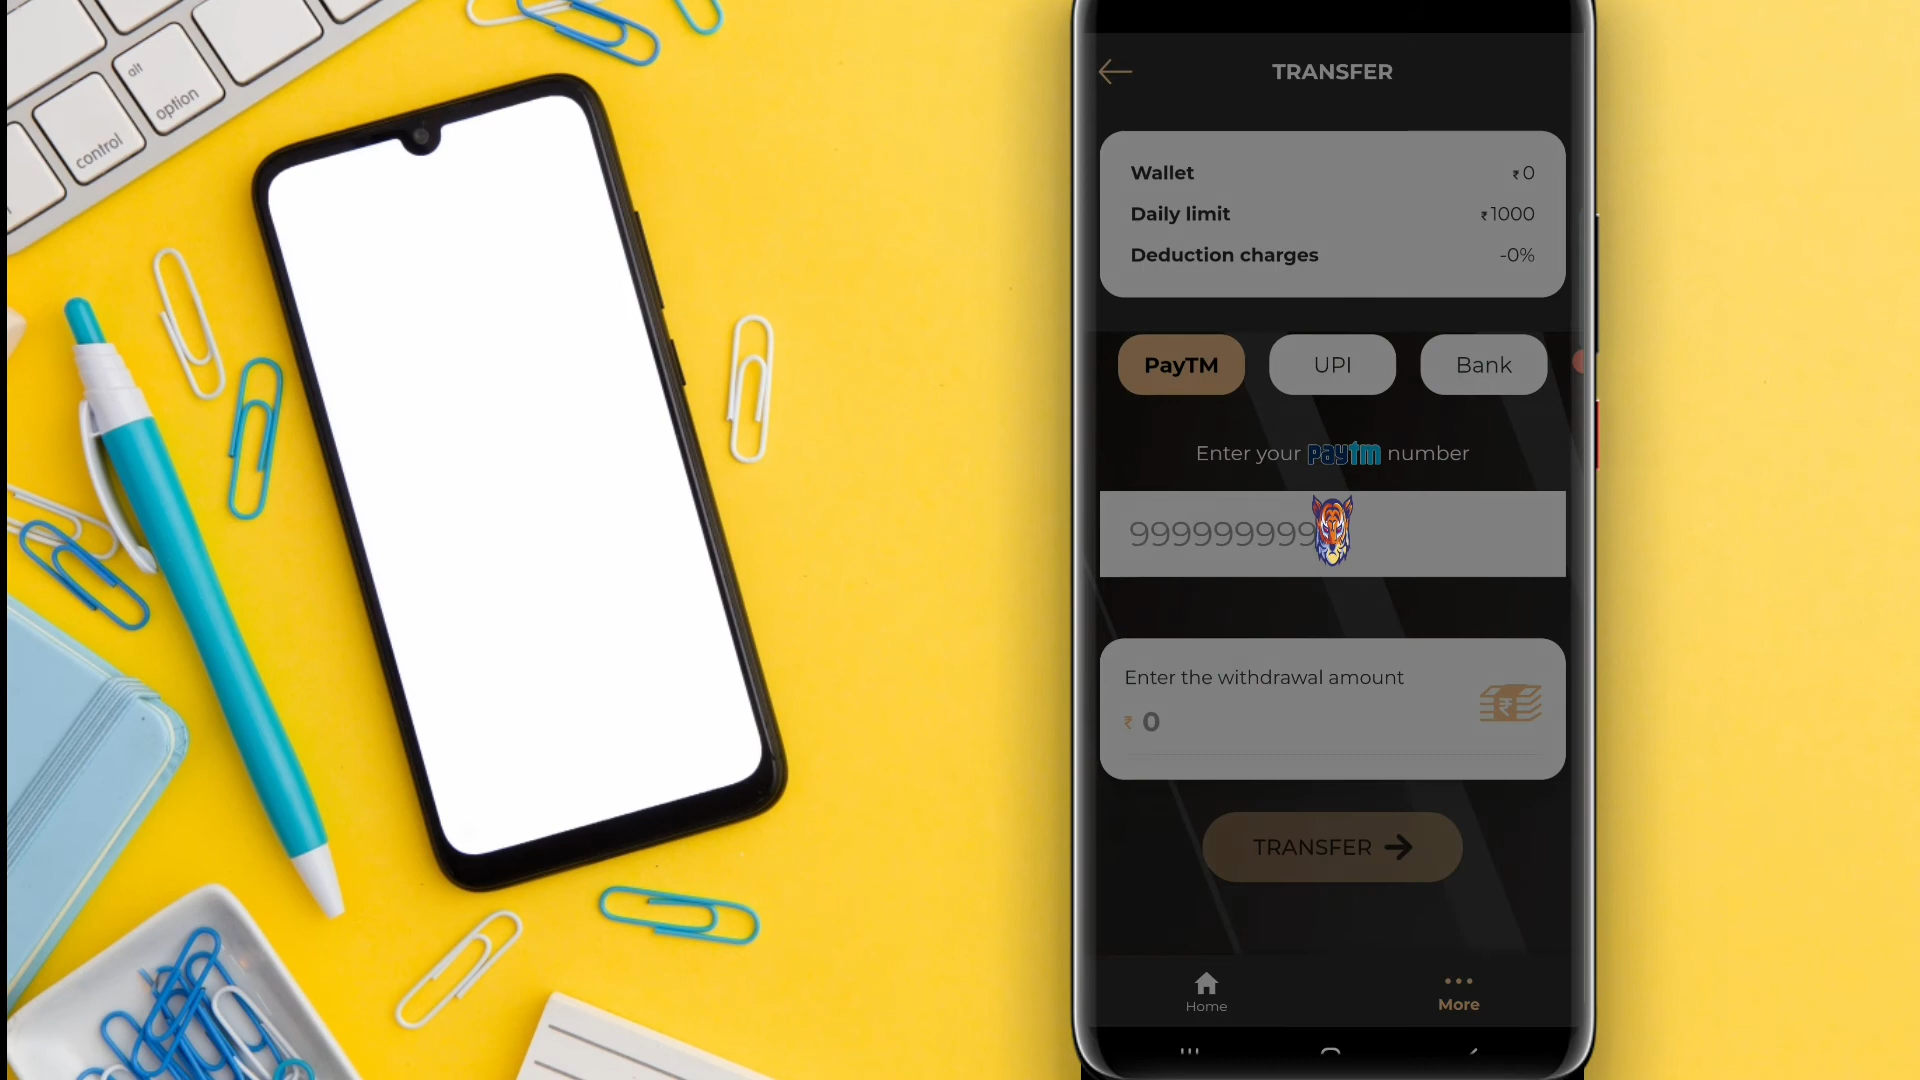 alt
option
control
TRANSFER
Wallet ₹0
Daily limit ₹1000
Deduction charges -0%
PayTM UPI Bank
Enter your paytm number
999999999
Enter the withdrawal amount
₹ 0
TRANSFER
Home More